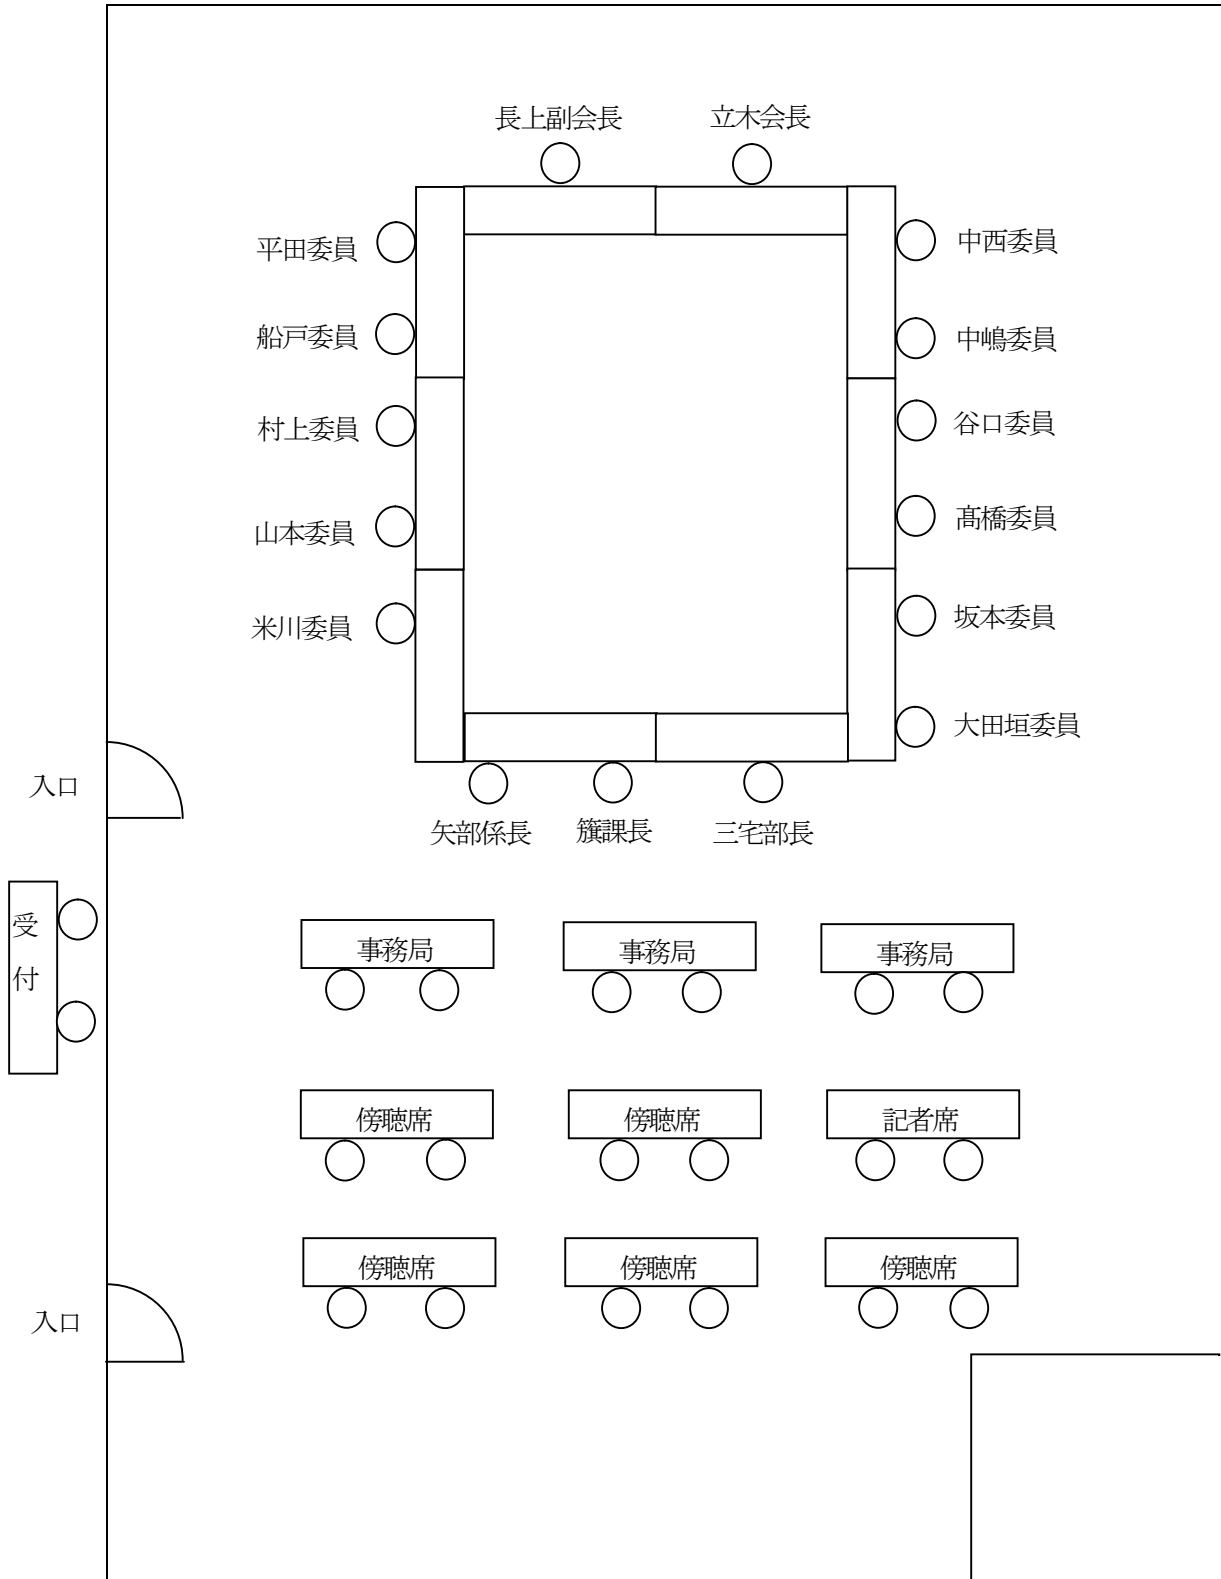 長上副会長
立木会長
平田委員
中西委員
船戸委員
中嶋委員
村上委員
谷口委員
山本委員
髙橋委員
米川委員
坂本委員
大田垣委員
入口
矢部係長
籏課長
三宅部長
受付
事務局
事務局
事務局
傍聴席
傍聴席
記者席
傍聴席
傍聴席
傍聴席
入口